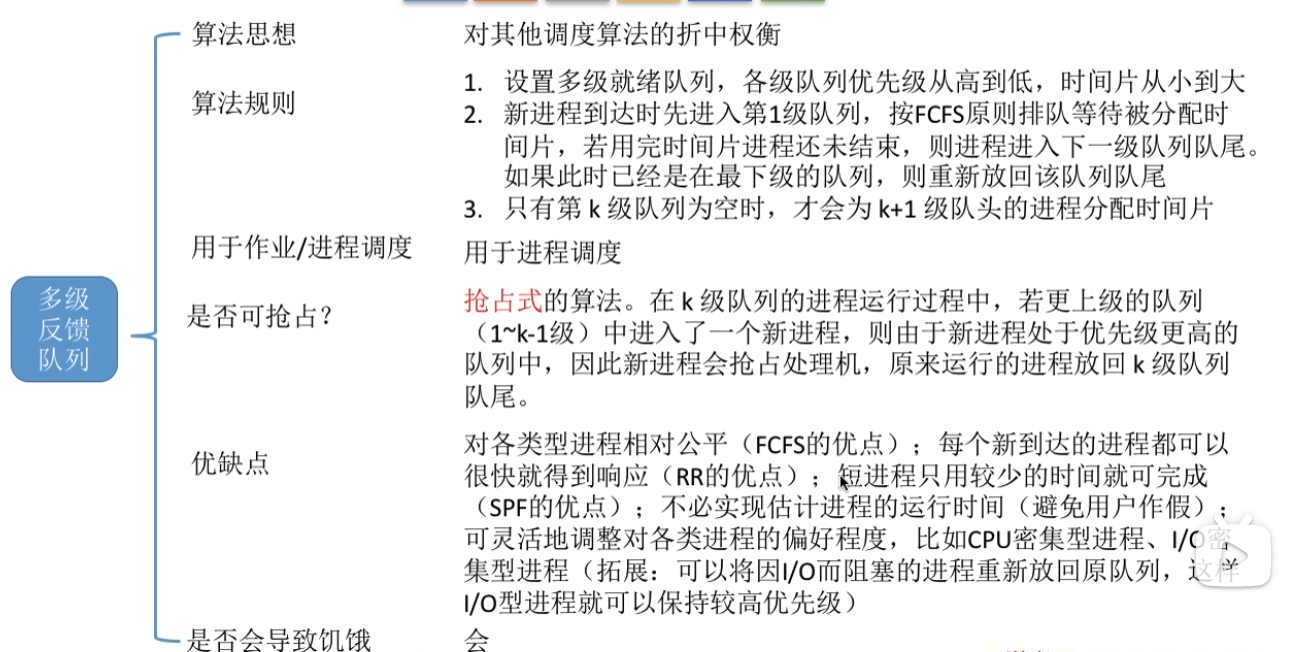 算法思想
对其他调度算法的折中权衡
算法规则
1. 设置多级就绪队列，各级队列优先级从高到低，时间片从小到大
2. 新进程到达时先进入第1级队列，按FCFS原则排队等待被分配时
间片，若用完时间片进程还未结束，则进程进入下一级队列队尾。
如果此时已经是在最下级的队列，则重新放回该队列队尾
3. 只有第 k 级队列为空时，才会为 k+1 级队头的进程分配时间片
用于作业/进程调度
用于进程调度
多级
反馈
队列
是否可抢占？
抢占式的算法。在 k 级队列的进程运行过程中，若更上级的队列
（1~k-1级）中进入了一个新进程，则由于新进程处于优先级更高的
队列中，因此新进程会抢占处理机，原来运行的进程放回 k 级队列
队尾。
优缺点
对各类型进程相对公平（FCFS的优点）；每个新到达的进程都可以
很快就得到响应（RR的优点）；短进程只用较少的时间就可完成
（SPF的优点）；不必实现估计进程的运行时间（避免用户作假）；
可灵活地调整对各类进程的偏好程度，比如CPU密集型进程、I/O密
集型进程（拓展：可以将因I/O而阻塞的进程重新放回原队列，这样
I/O型进程就可以保持较高优先级）
是否会导致饥饿
会